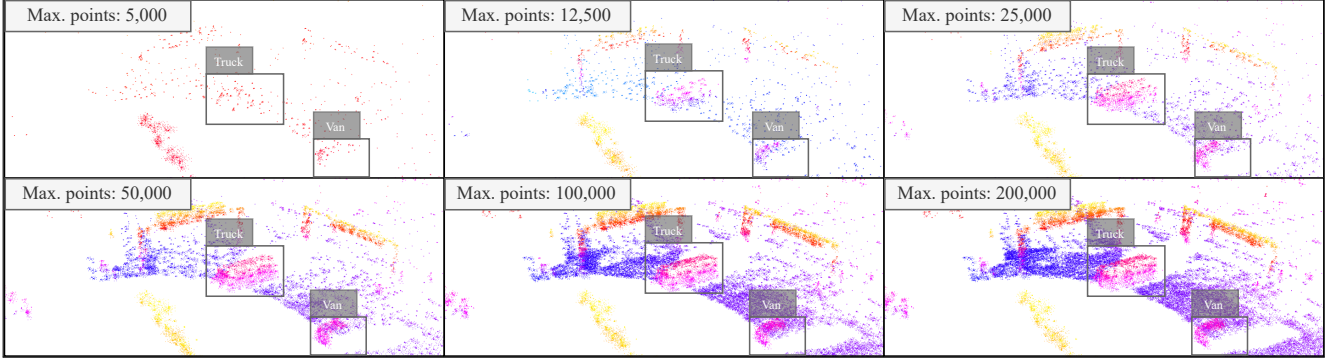 Max. points: 5,000
Truck
Van
Max. points: 12,500
Truck
Van
Max. points: 25,000
Truck
Van
Max. points: 50,000
Truck
Van
Max. points: 100,000
Truck
Van
Max. points: 200,000
Truck
Van